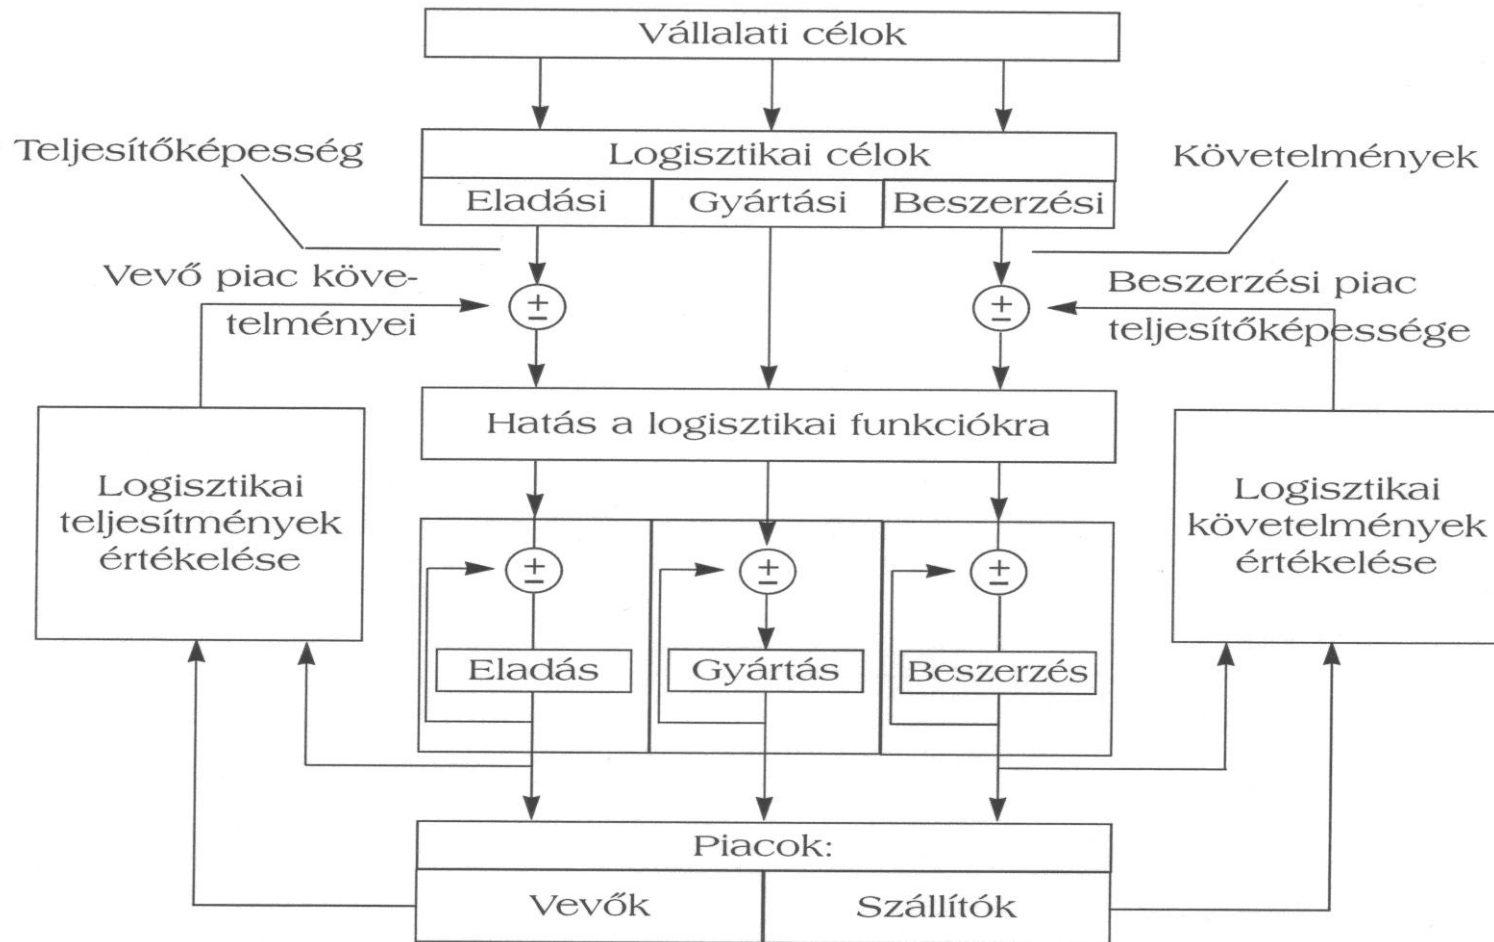 Vállalati célok
Teljesítőképesség
Logisztikai célok
Követelmények
Eladási
Gyártási
Beszerzési
Vevő piac köve-
telményei
Beszerzési piac
teljesítőképessége
±
±
Hatás a logisztikai funkciókra
Logisztikai
teljesítmények
értékelése
Logisztikai
követelmények
értékelése
±
±
±
Eladás
Gyártás
Beszerzés
Piacok:
Vevők
Szállítók